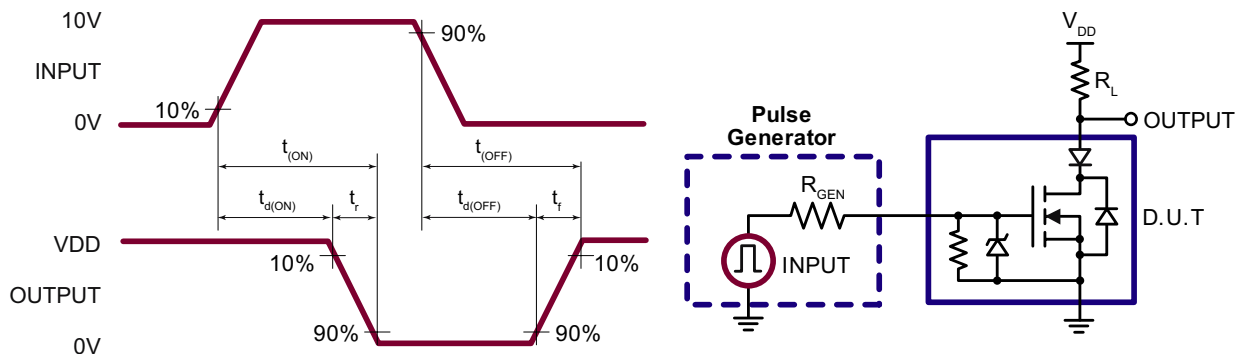 10V
INPUT
0V
10%
90%
t(ON)
t(OFF)
td(ON)
tr
td(OFF)
tf
VDD
OUTPUT
0V
10%
90%
90%
10%
Pulse
Generator
RGEN
INPUT
VDD
RL
OUTPUT
D.U.T